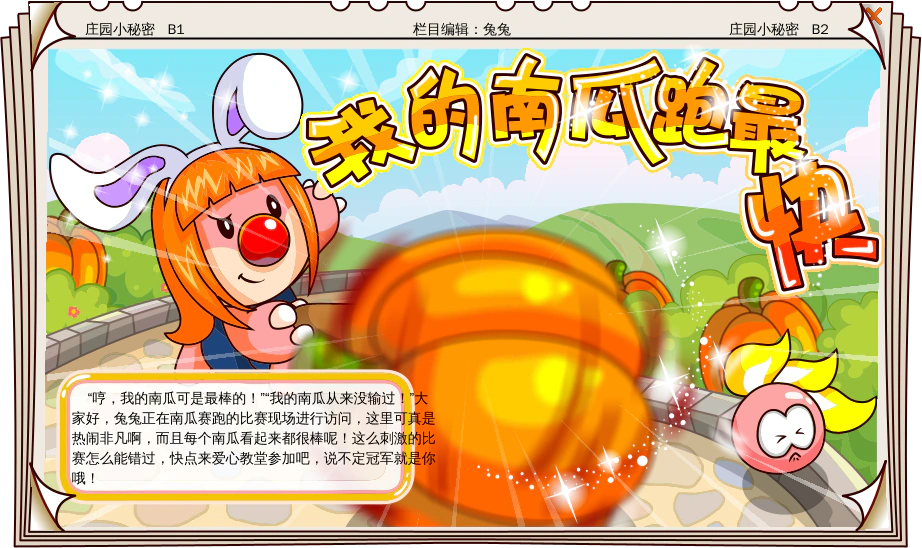 庄园小秘密 B1
栏目编辑：兔兔
庄园小秘密 B2
我的南瓜跑最
快
“哼，我的南瓜可是最棒的！”“我的南瓜从来没输过！”大
家好，兔兔正在南瓜赛跑的比赛现场进行访问，这里可真是
热闹非凡啊，而且每个南瓜看起来都很棒呢！这么刺激的比
赛怎么能错过，快点来爱心教堂参加吧，说不定冠军就是你
哦！